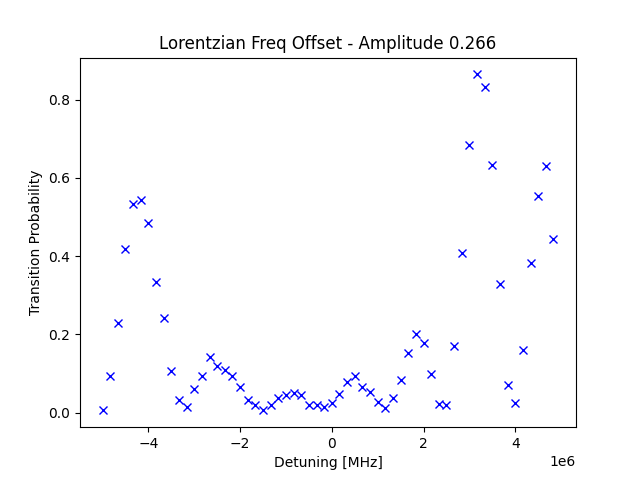 Lorentzian Freq Offset - Amplitude 0.266
Transition Probability
0.8
0.6
0.4
0.2
0.0
−4
−2
0
2
4
1e6
Detuning [MHz]